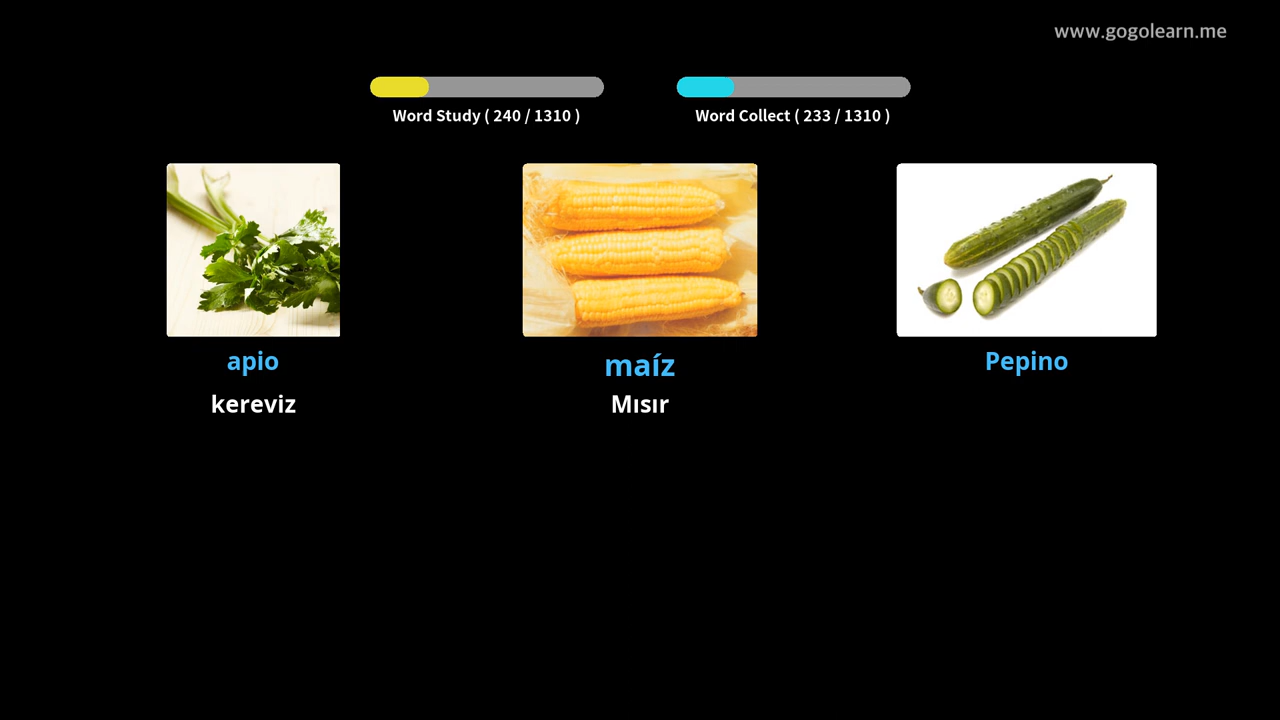 www.gogolearn.me
Word Study ( 240 / 1310 )
Word Collect ( 233 / 1310 )
apio
maíz
Pepino
kereviz
Mısır